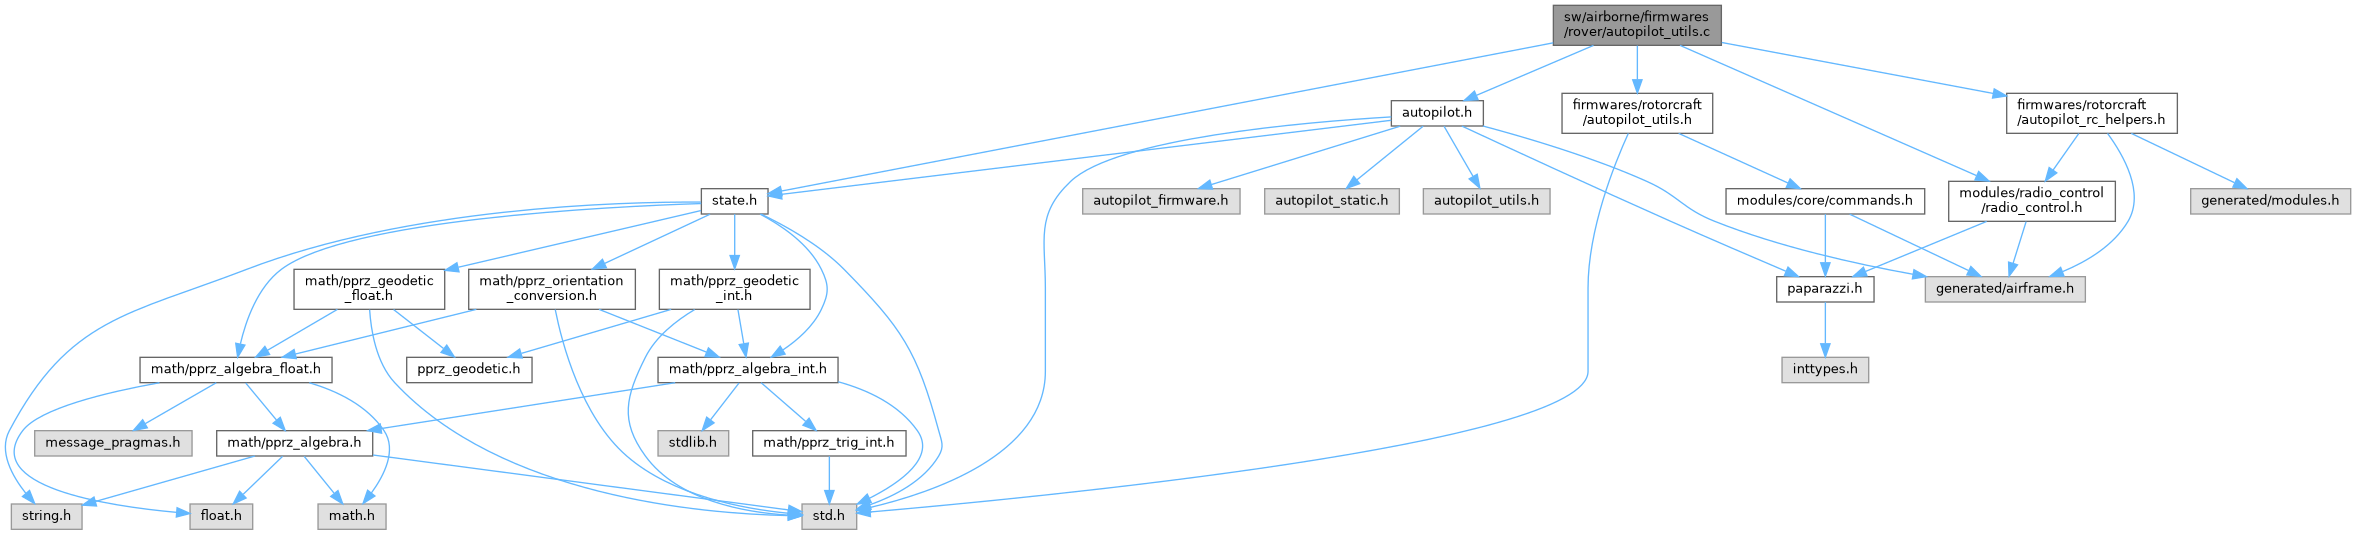 sw/airborne/firmwares
/rover/autopilot_utils.c
autopilot.h
firmwares/rotorcraft
/autopilot_utils.h
firmwares/rotorcraft
/autopilot_rc_helpers.h
state.h
autopilot_firmware.h
autopilot_static.h
autopilot_utils.h
modules/core/commands.h
modules/radio_control
/radio_control.h
generated/modules.h
math/pprz_geodetic
_float.h
math/pprz_orientation
_conversion.h
math/pprz_geodetic
_int.h
paparazzi.h
generated/airframe.h
math/pprz_algebra_float.h
pprz_geodetic.h
math/pprz_algebra_int.h
inttypes.h
message_pragmas.h
math/pprz_algebra.h
stdlib.h
math/pprz_trig_int.h
string.h
float.h
math.h
std.h